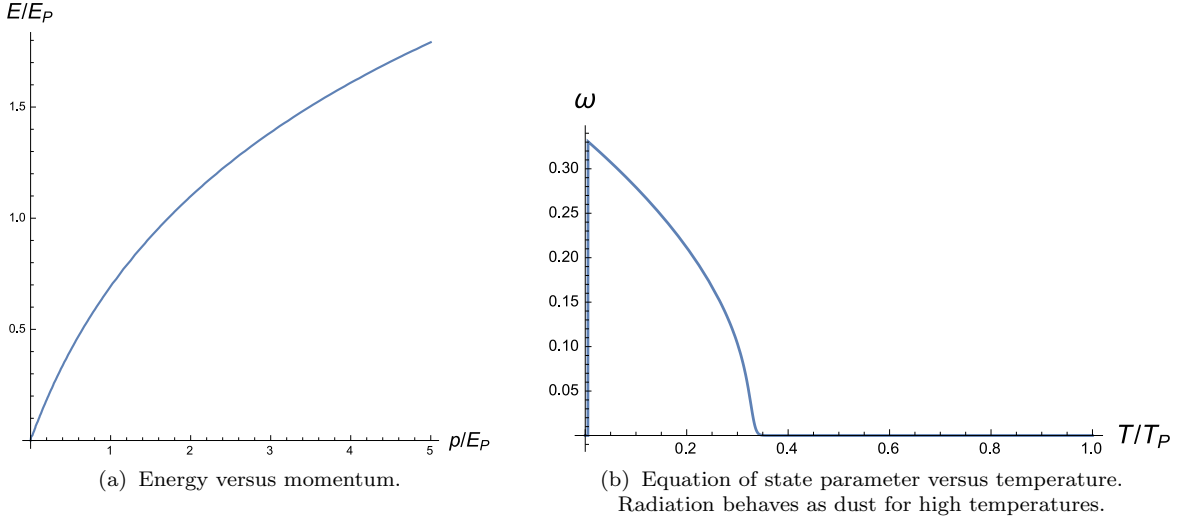 E/E_P
1.5
1.0
0.5
1 2 3 4 5
p/E_P
(a) Energy versus momentum.
ω
0.30
0.25
0.20
0.15
0.10
0.05
0.2 0.4 0.6 0.8 1.0
T/T_P
(b) Equation of state parameter versus temperature.
Radiation behaves as dust for high temperatures.